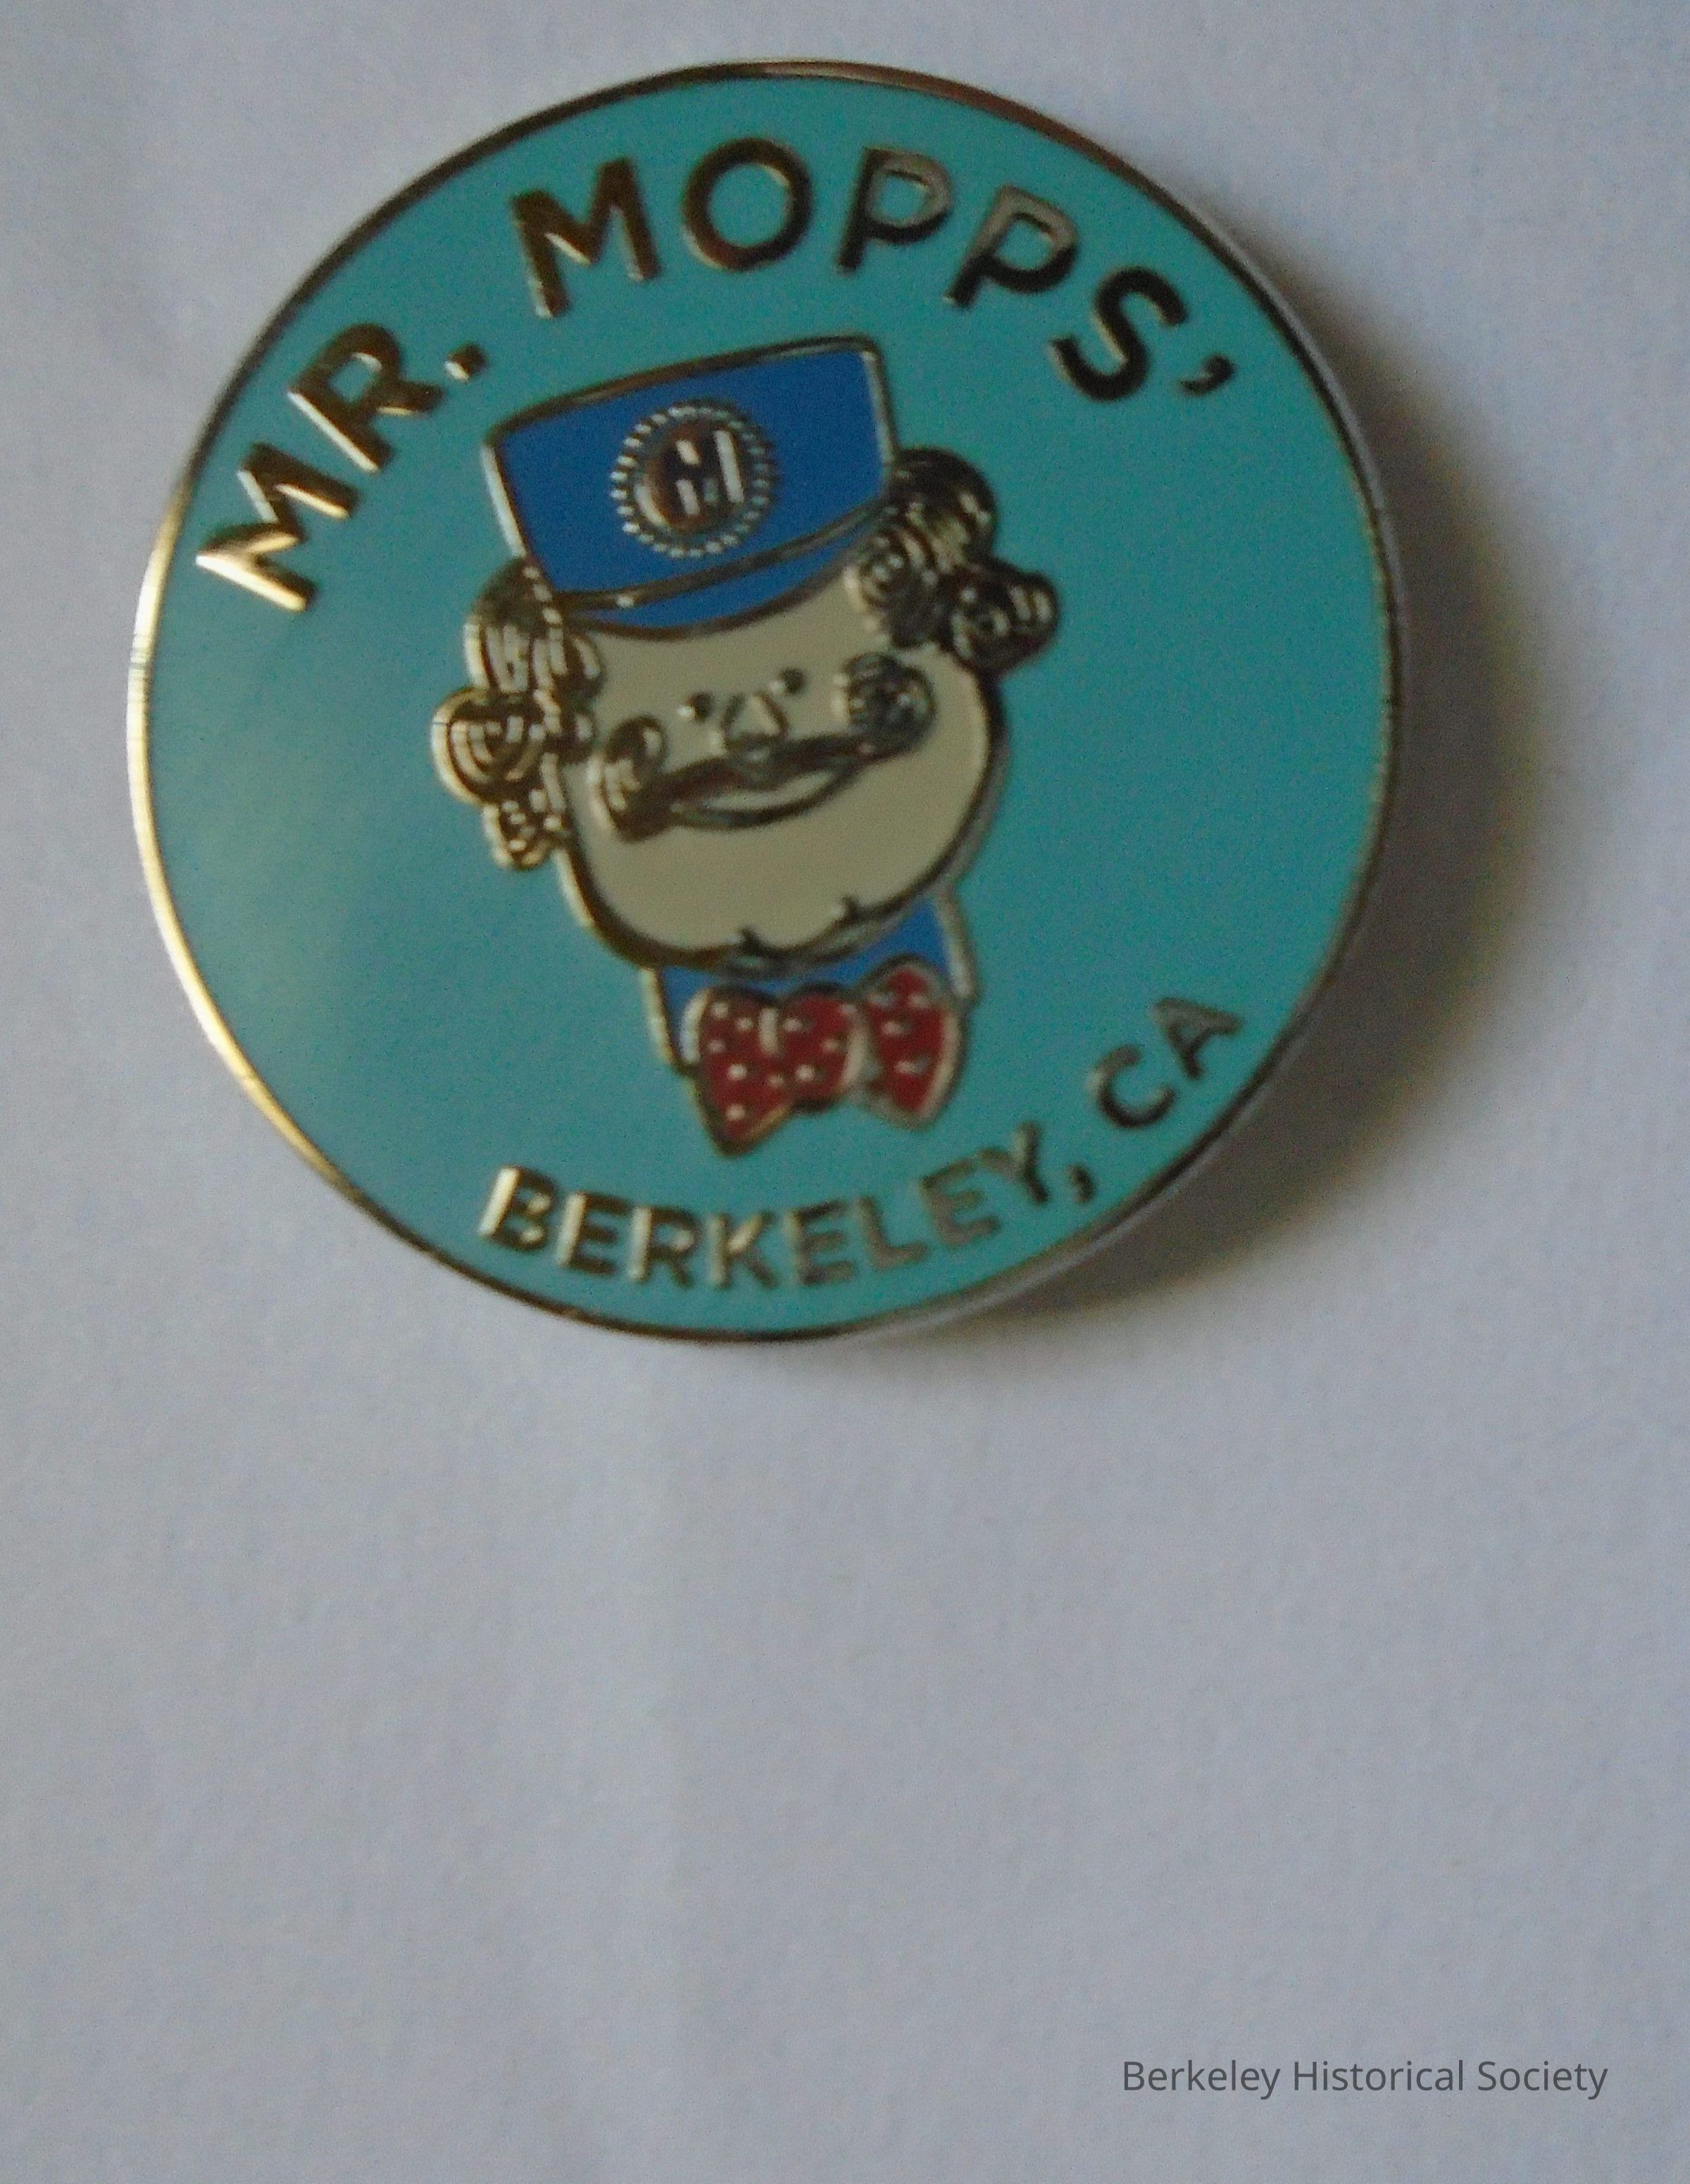 MR. MOPPS'
BERKELEY, CA
Berkeley Historical Society